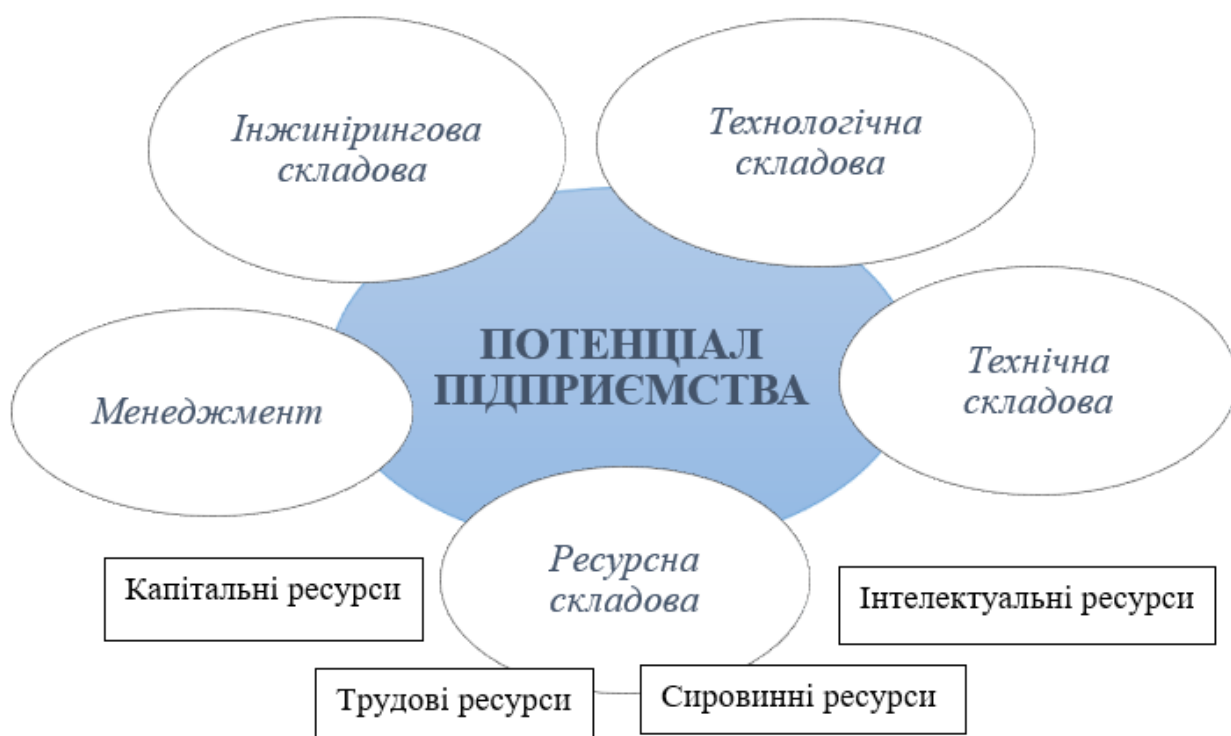 Інжинірингова
складова
Технологічна
складова
ПОТЕНЦІАЛ
ПІДПРИЄМСТВА
Технічна
складова
Менеджмент
Ресурсна
складова
Капітальні ресурси
Інтелектуальні ресурси
Трудові ресурси
Сировинні ресурси